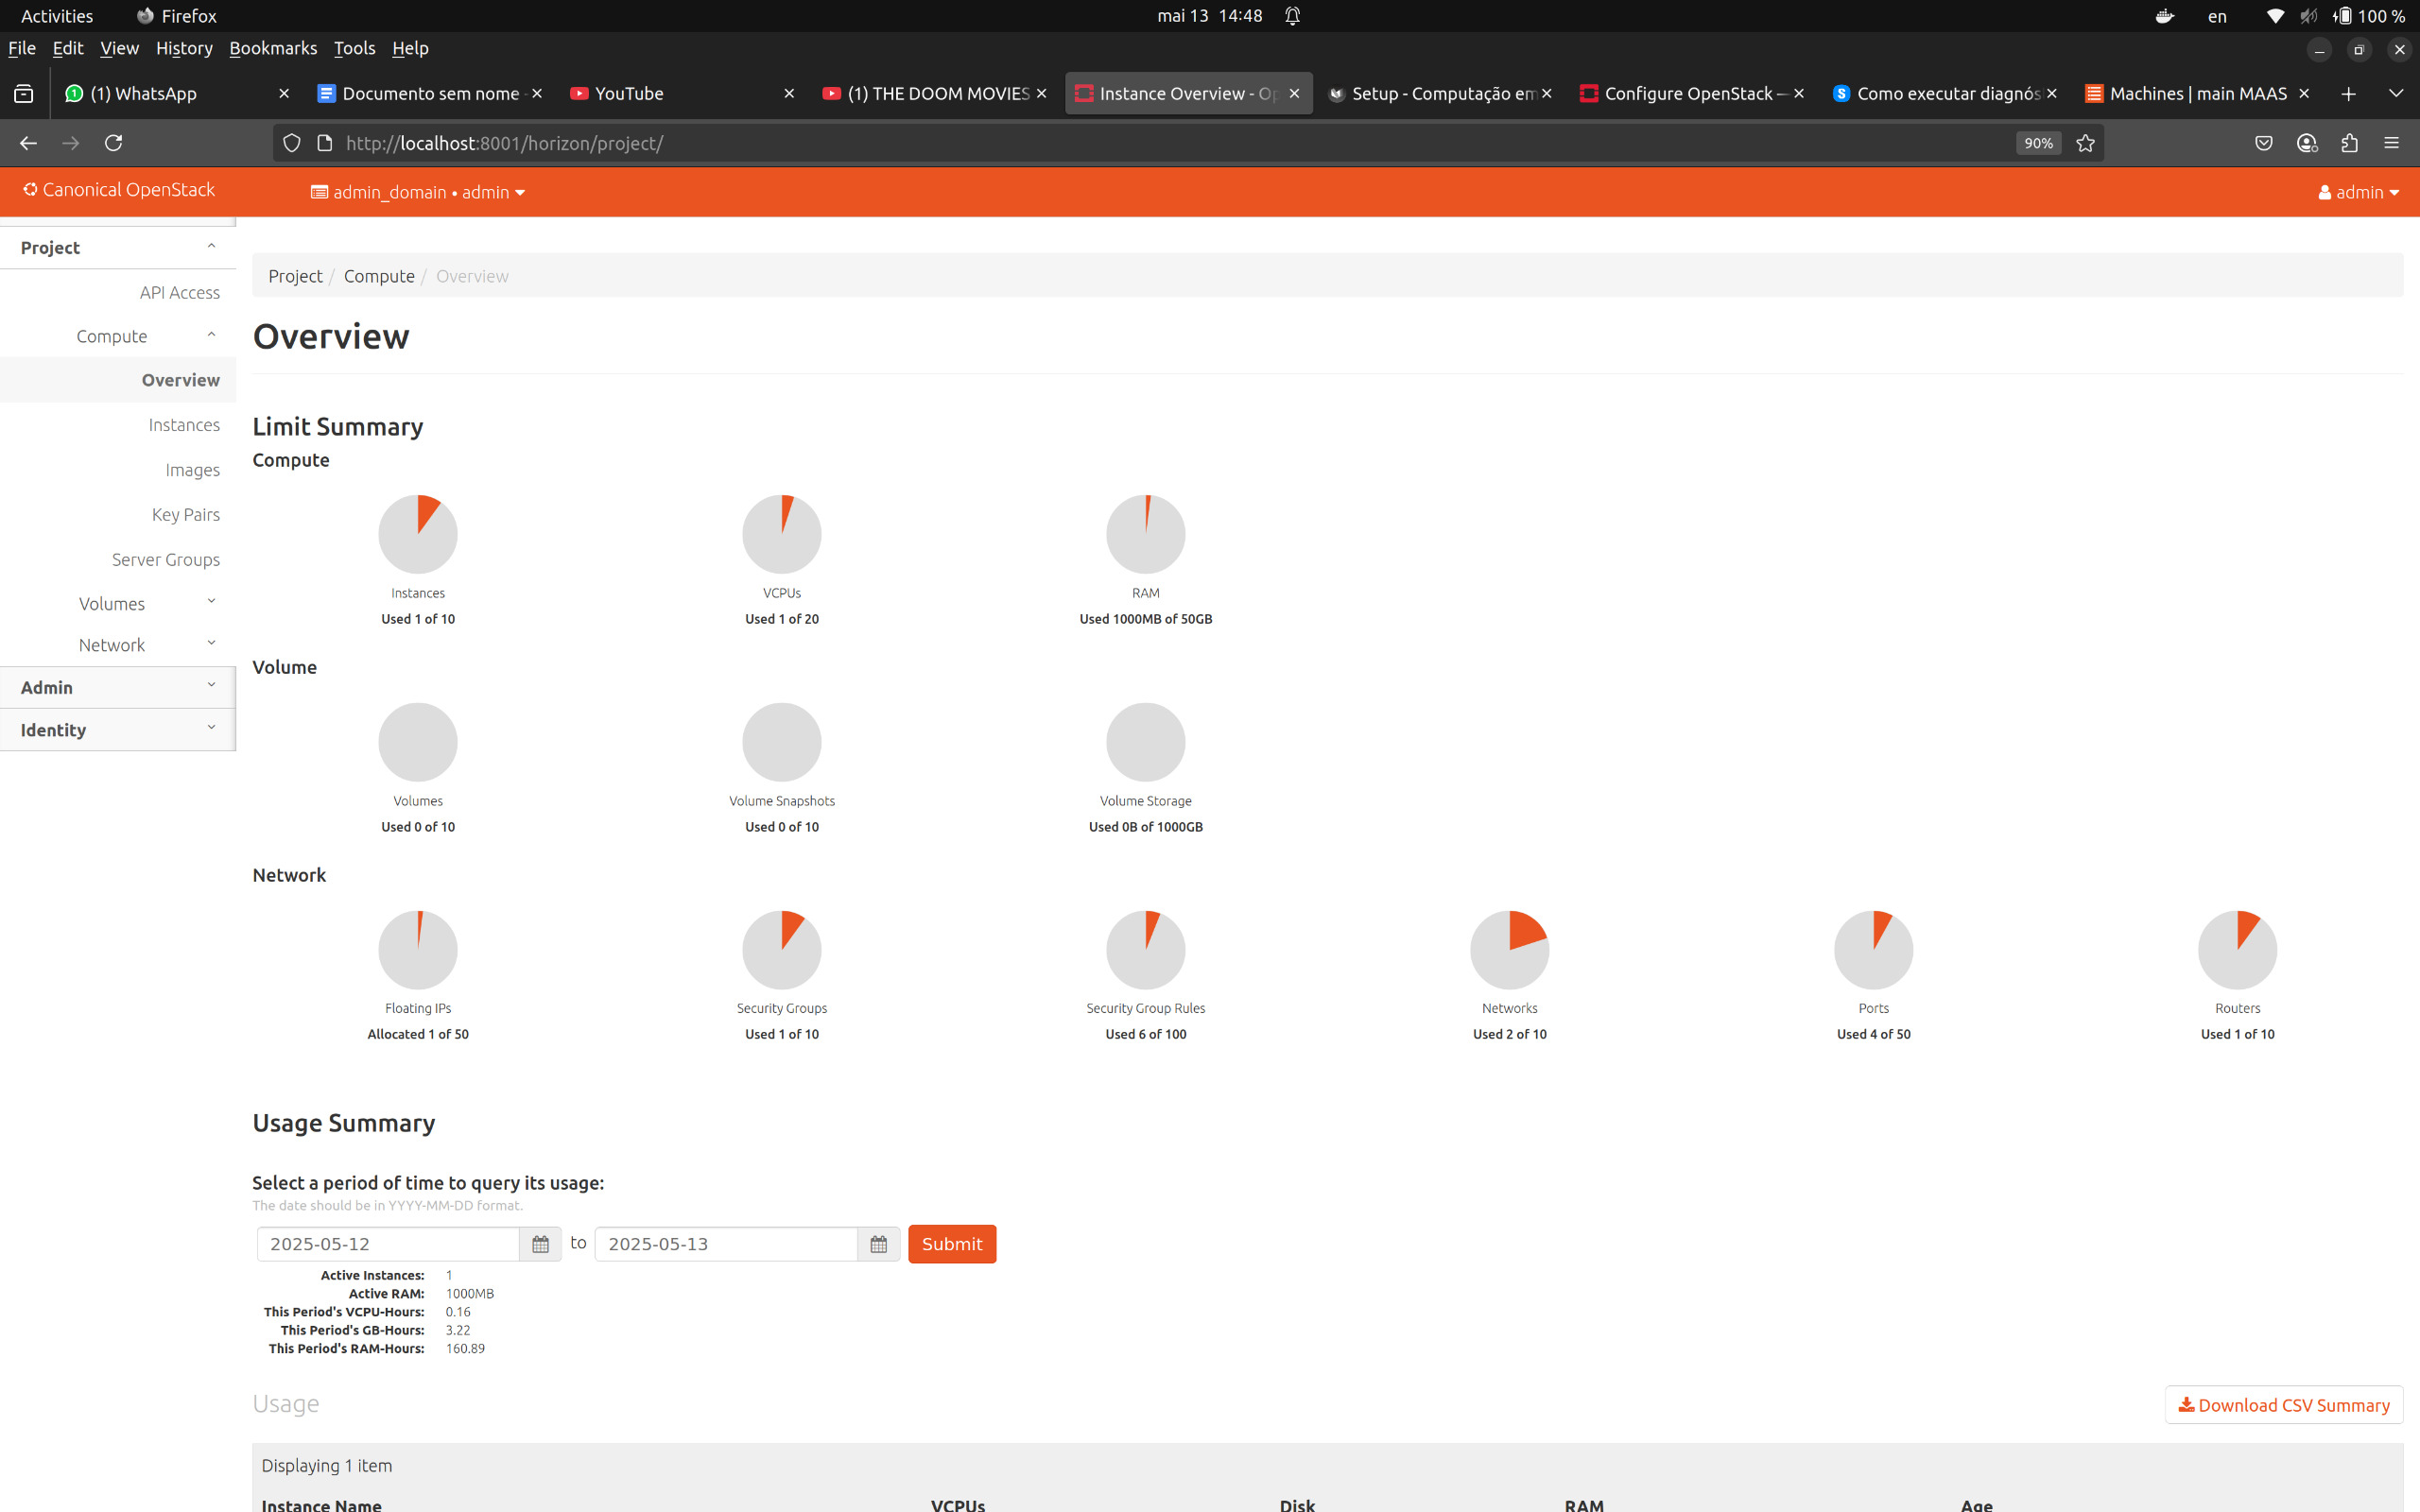 Activities Firefox mai 13 14:48 en 100 %
File Edit View History Bookmarks Tools Help
(1) WhatsApp Documento sem nome - YouTube (1) THE DOOM MOVIES Instance Overview - Op Setup - Computação em Configure OpenStack — Como executar diagnós Machines | main MAAS
http://localhost:8001/horizon/project/ 90%
Canonical OpenStack admin_domain • admin admin
Project
API Access
Compute
Overview
Instances
Images
Key Pairs
Server Groups
Volumes
Network
Admin
Identity
Project / Compute / Overview
Overview
Limit Summary
Compute
Instances VCPUs RAM
Used 1 of 10 Used 1 of 20 Used 1000MB of 50GB
Volume
Volumes Volume Snapshots Volume Storage
Used 0 of 10 Used 0 of 10 Used 0B of 1000GB
Network
Floating IPs Security Groups Security Group Rules Networks Ports Routers
Allocated 1 of 50 Used 1 of 10 Used 6 of 100 Used 2 of 10 Used 4 of 50 Used 1 of 10
Usage Summary
Select a period of time to query its usage:
The date should be in YYYY-MM-DD format.
2025-05-12 to 2025-05-13 Submit
Active Instances: 1
Active RAM: 1000MB
This Period's VCPU-Hours: 0.16
This Period's GB-Hours: 3.22
This Period's RAM-Hours: 160.89
Usage Download CSV Summary
Displaying 1 item
Instance Name VCPUs Disk RAM Age